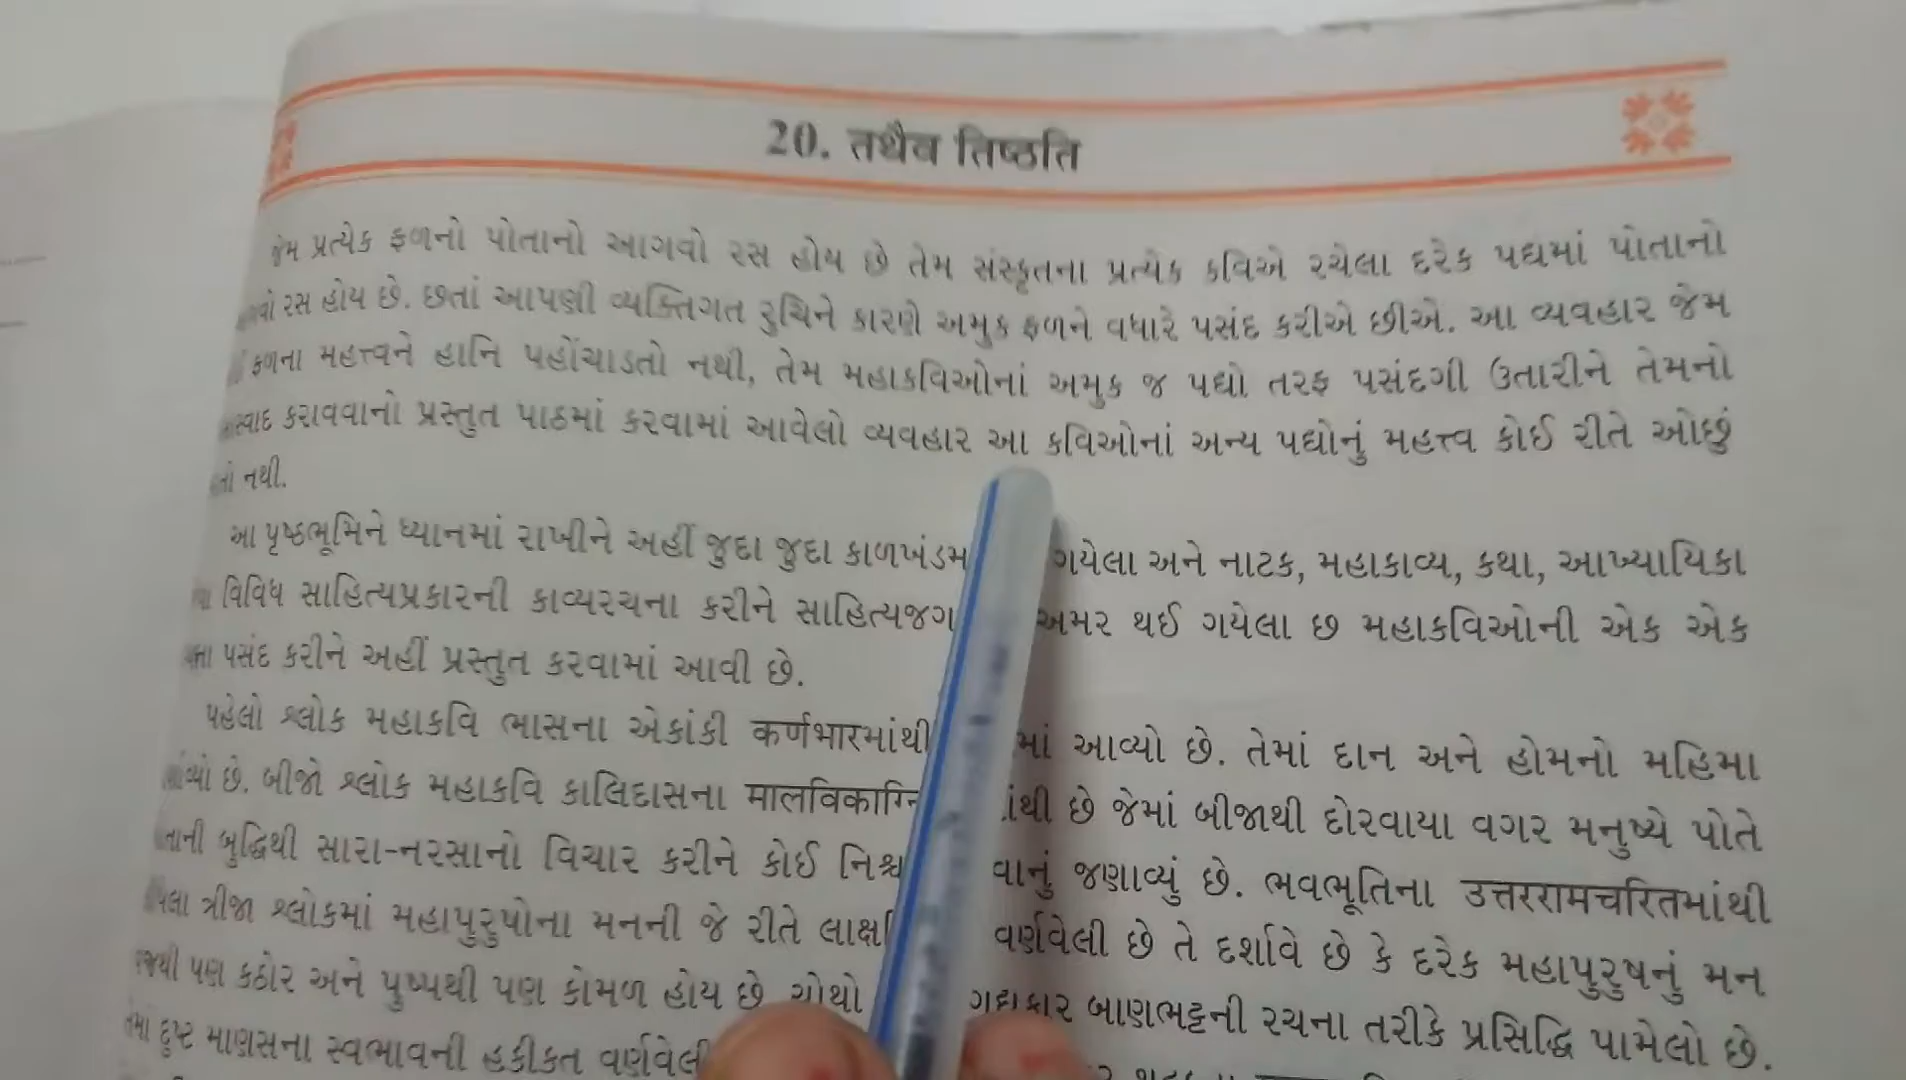 20. તથૈવ તિષ્ઠતિ
જેમ પ્રત્યેક ફળનો પોતાનો આગવો રસ હોય છે તેમ સંસ્કૃતના પ્રત્યેક કવિએ રચેલા દરેક પદ્યમાં પોતાનો
રસ હોય છે. છતાં આપણી વ્યક્તિગત રુચિને કારણે અમુક ફળને વધારે પસંદ કરીએ છીએ. આ વ્યવહાર જેમ
ફળના મહત્ત્વને હાનિ પહોંચાડતો નથી, તેમ મહાકવિઓનાં અમુક જ પદ્યો તરફ પસંદગી ઉતારીને તેમનો
કરાવવાનો પ્રસ્તુત પાઠમાં કરવામાં આવેલો વ્યવહાર આ કવિઓનાં અન્ય પદ્યોનું મહત્ત્વ કોઈ રીતે ઓછું
નથી.
આ પૃષ્ઠભૂમિને ધ્યાનમાં રાખીને અહીં જુદા જુદા કાળખંડમ ગયેલા અને નાટક, મહાકાવ્ય, કથા, આખ્યાયિકા
વિવિધ સાહિત્યપ્રકારની કાવ્યરચના કરીને સાહિત્યજગ અમર થઈ ગયેલા છ મહાકવિઓની એક એક
પસંદ કરીને અહીં પ્રસ્તુત કરવામાં આવી છે.
પહેલો શ્લોક મહાકવિ ભાસના એકાંકી कर्णभारમાંથી માં આવ્યો છે. તેમાં દાન અને હોમનો મહિમા
છે. બીજો શ્લોક મહાકવિ કાલિદાસના मालविकाग्नि છે જેમાં બીજાથી દોરવાયા વગર મનુષ્યે પોતે
બુદ્ધિથી સારા-નરસાનો વિચાર કરીને કોઈ નિશ્ચ વાનું જણાવ્યું છે. ભવભૂતિના उत्तररामचरितમાંથી
ત્રીજા શ્લોકમાં મહાપુરુષોના મનની જે રીતે લાક્ષ વર્ણવેલી છે તે દર્શાવે છે કે દરેક મહાપુરુષનું મન
પણ કઠોર અને પુષ્પથી પણ કોમળ હોય છે. ચોથો ગદ્યકાર બાણભટ્ટની રચના તરીકે પ્રસિદ્ધિ પામેલો છે.
દુષ્ટ માણસના સ્વભાવની હકીકત વર્ણવેલી